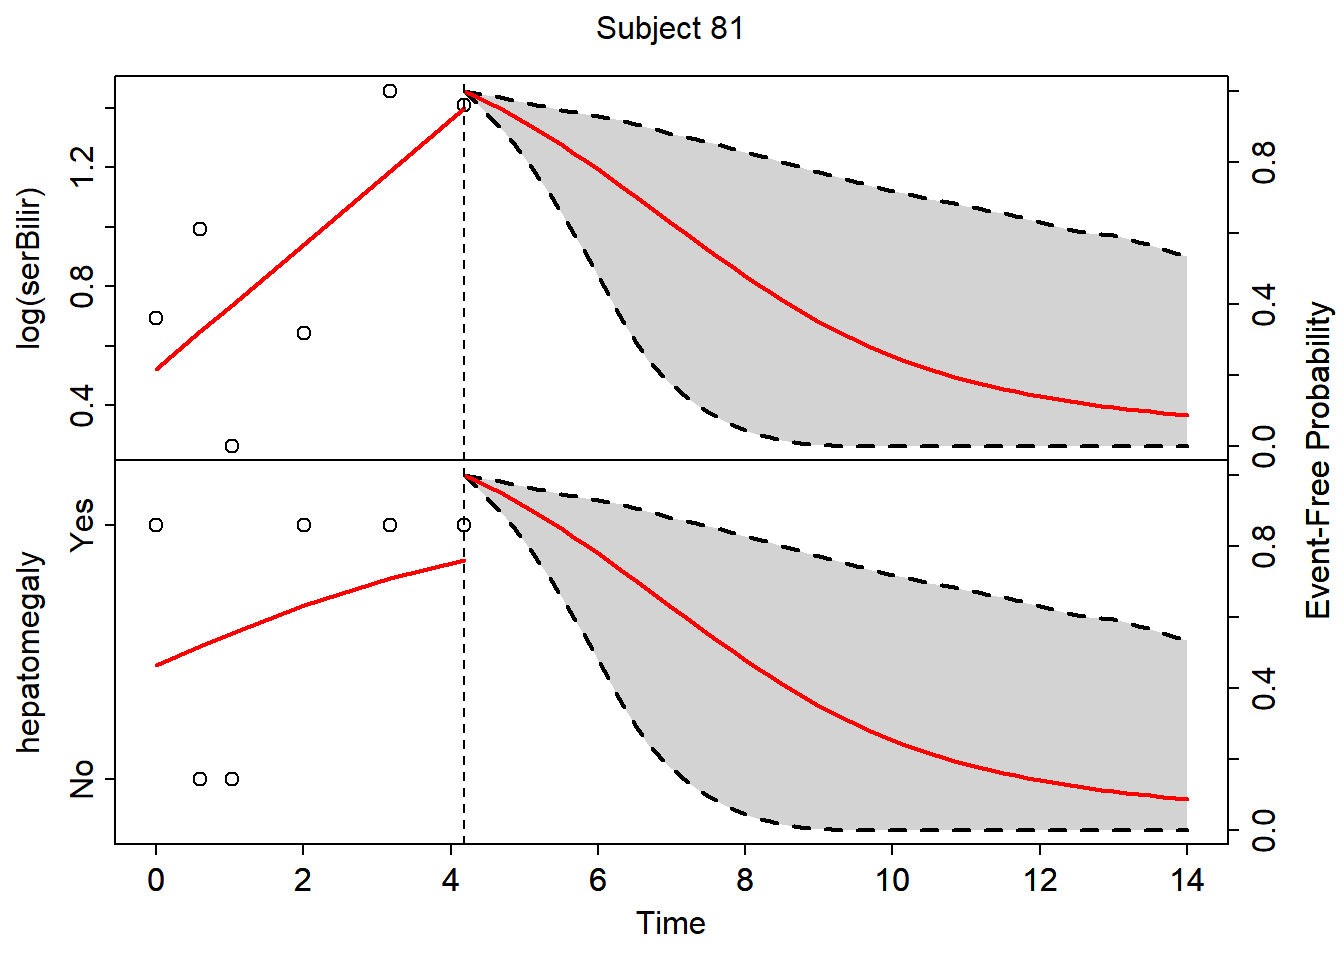 Subject 81
log(serBilir)
0.4
0.8
1.2
0.0
0.4
0.8
Event-Free Probability
hepatomegaly
No
Yes
0.0
0.4
0.8
0 2 4 6 8 10 12 14
Time